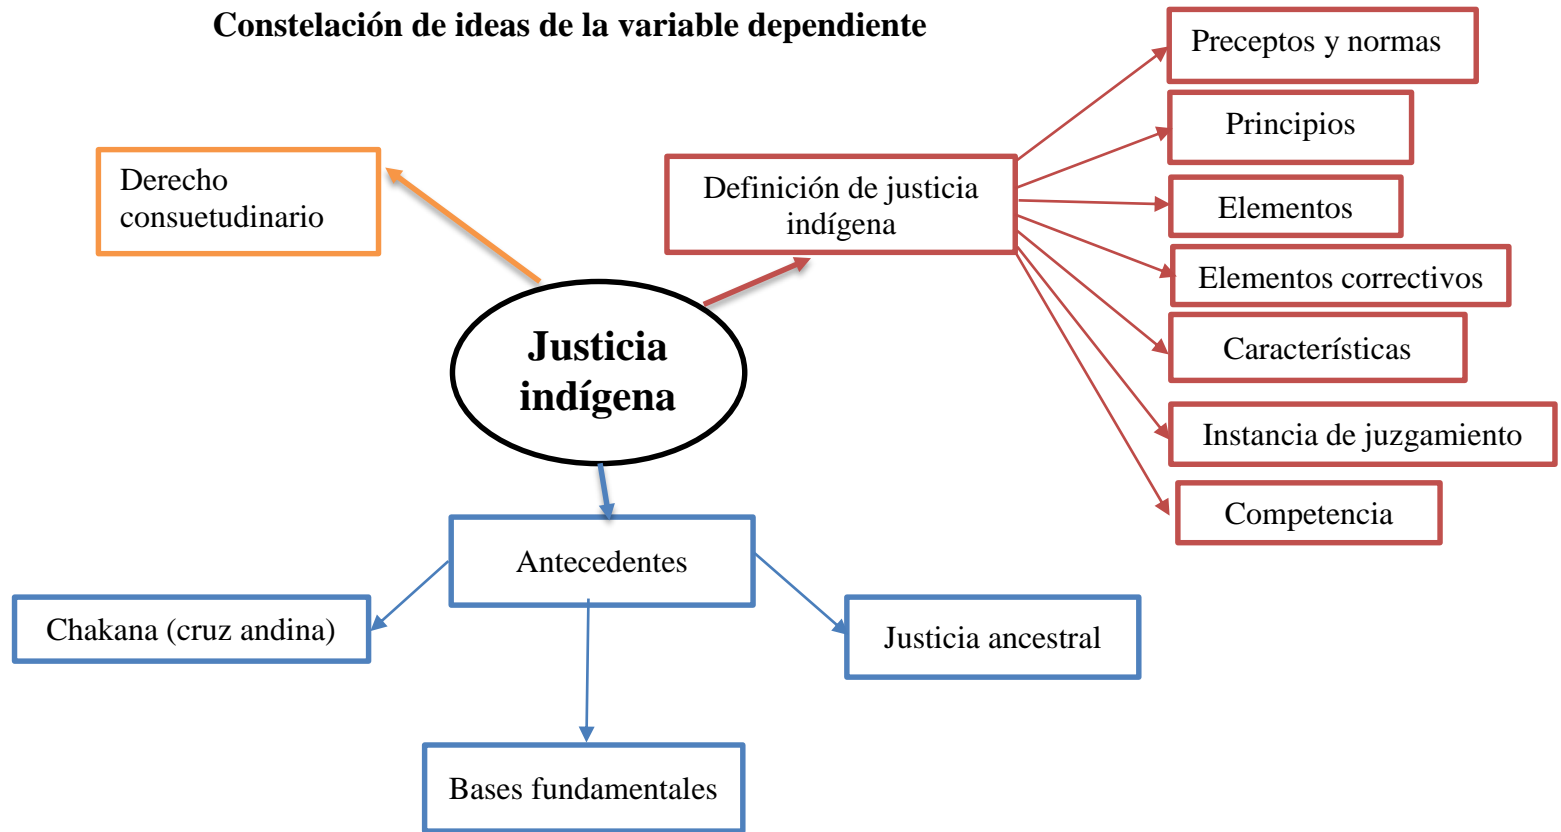 Constelación de ideas de la variable dependiente
Preceptos y normas
Principios
Derecho
consuetudinario
Definición de justicia
indígena
Elementos
Elementos correctivos
Justicia
indígena
Características
Instancia de juzgamiento
Competencia
Antecedentes
Chakana (cruz andina)
Justicia ancestral
Bases fundamentales